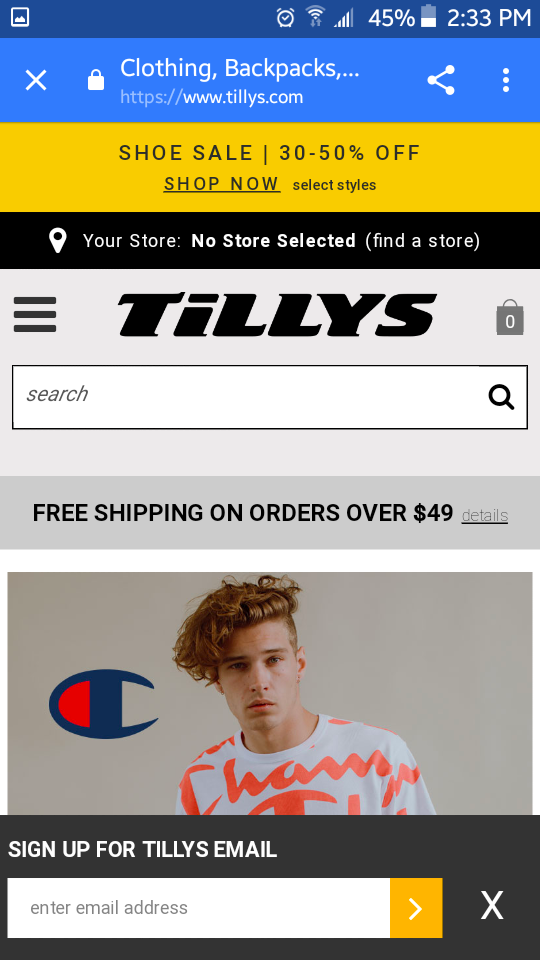 45% 2:33 PM
Clothing, Backpacks,...
https://www.tillys.com
SHOE SALE | 30-50% OFF
SHOP NOW select styles
Your Store: No Store Selected (find a store)
TILLYS
0
search
FREE SHIPPING ON ORDERS OVER $49 details
Cham
SIGN UP FOR TILLYS EMAIL
enter email address
X